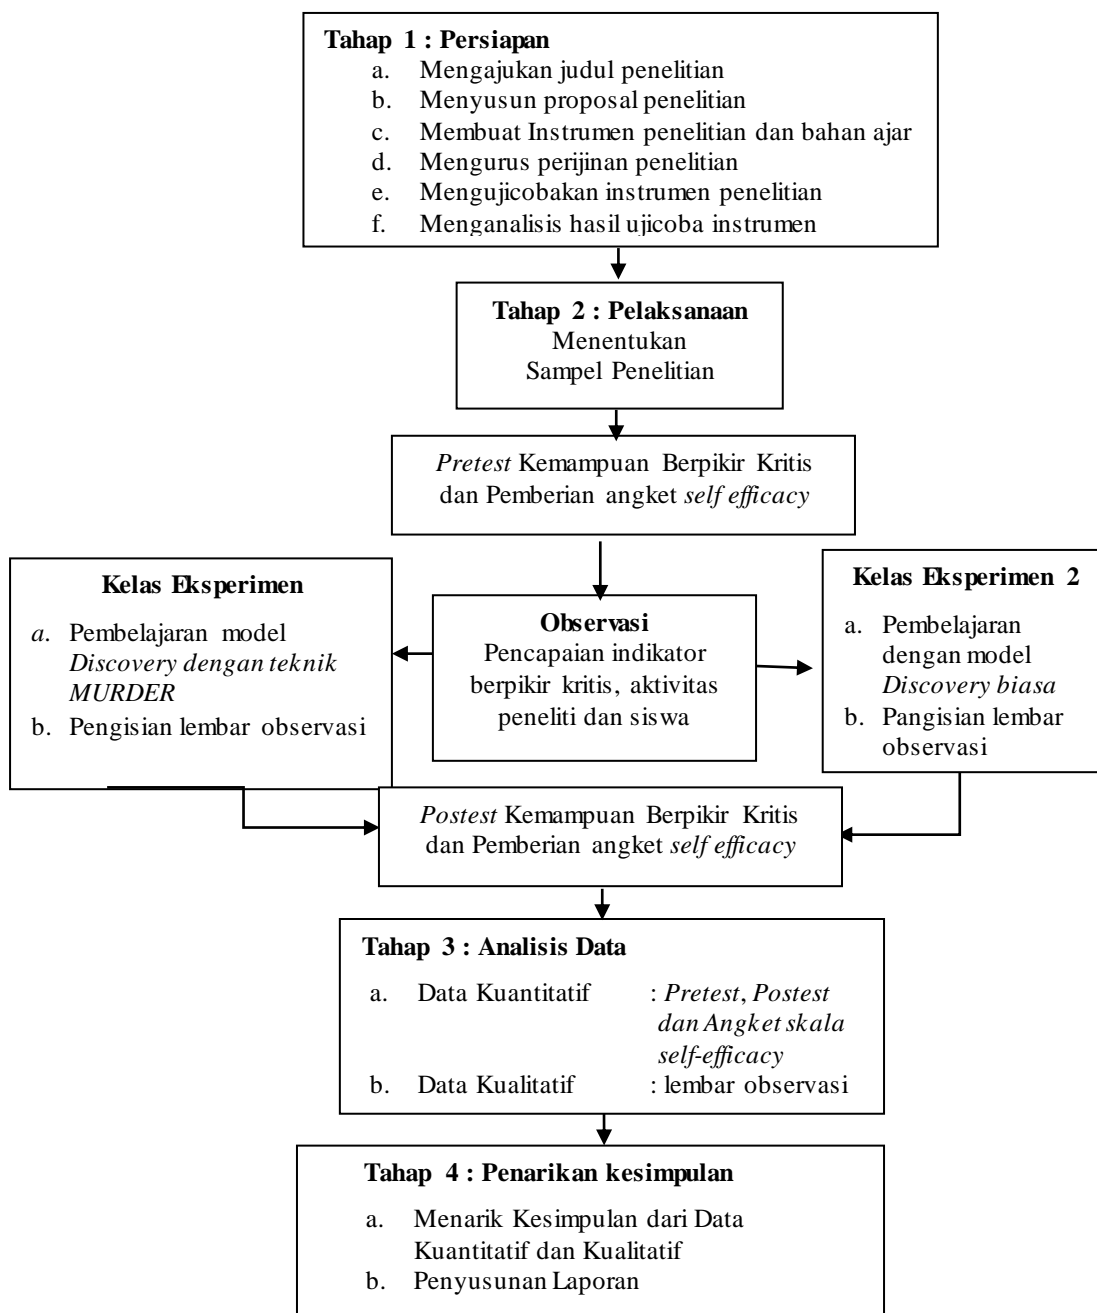 Tahap 1 : Persiapan
a. Mengajukan judul penelitian
b. Menyusun proposal penelitian
c. Membuat Instrumen penelitian dan bahan ajar
d. Mengurus perijinan penelitian
e. Mengujicobakan instrumen penelitian
f. Menganalisis hasil ujicoba instrumen
Tahap 2 : Pelaksanaan
Menentukan
Sampel Penelitian
Pretest Kemampuan Berpikir Kritis
dan Pemberian angket self efficacy
Kelas Eksperimen
a. Pembelajaran model
Discovery dengan teknik
MURDER
b. Pengisian lembar observasi
Observasi
Pencapaian indikator
berpikir kritis, aktivitas
peneliti dan siswa
Kelas Eksperimen 2
a. Pembelajaran
dengan model
Discovery biasa
b. Pangisian lembar
observasi
Postest Kemampuan Berpikir Kritis
dan Pemberian angket self efficacy
Tahap 3 : Analisis Data
a. Data Kuantitatif : Pretest, Postest
dan Angket skala
self-efficacy
b. Data Kualitatif : lembar observasi
Tahap 4 : Penarikan kesimpulan
a. Menarik Kesimpulan dari Data
Kuantitatif dan Kualitatif
b. Penyusunan Laporan